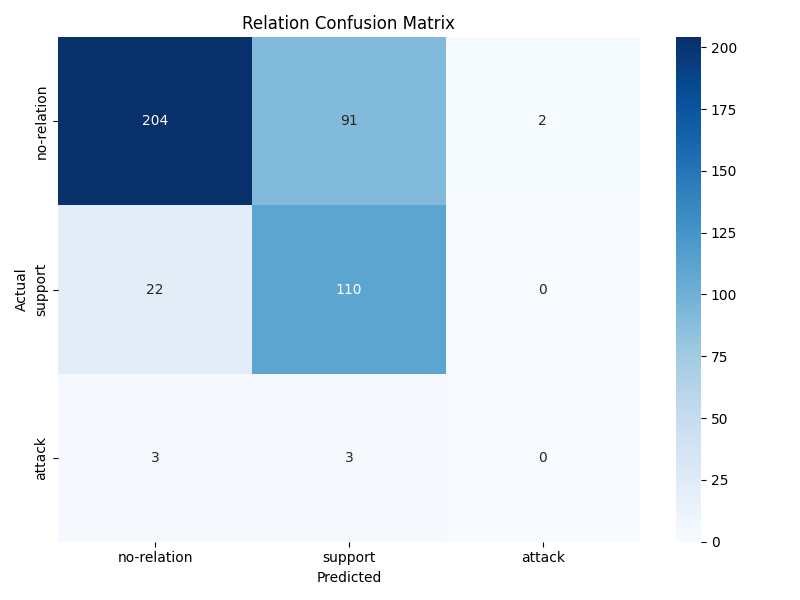 Relation Confusion Matrix
Actual
no-relation
204
91
2
support
22
110
0
attack
3
3
0
no-relation
support
attack
Predicted
200
175
150
125
100
75
50
25
0